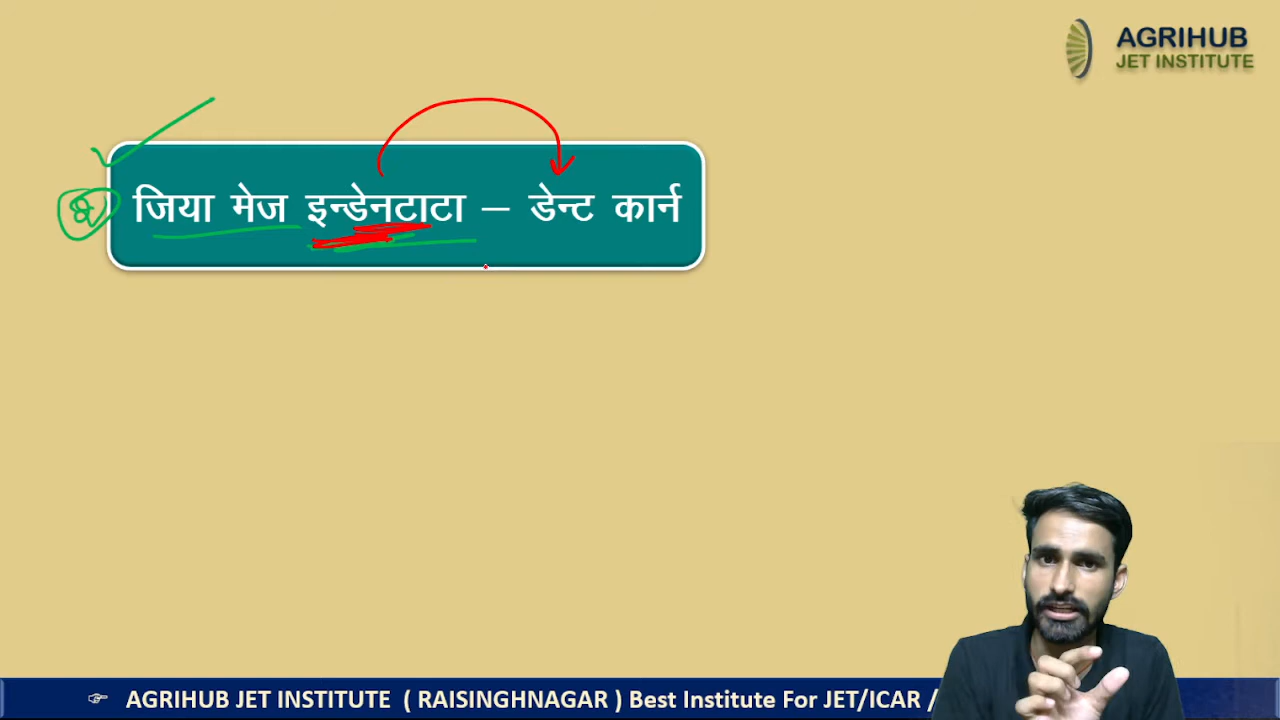 AGRIHUB
JET INSTITUTE
जिया मेज इन्डेनटाटा – डेन्ट कार्न
AGRIHUB JET INSTITUTE ( RAISINGHNAGAR ) Best Institute For JET/ICAR /